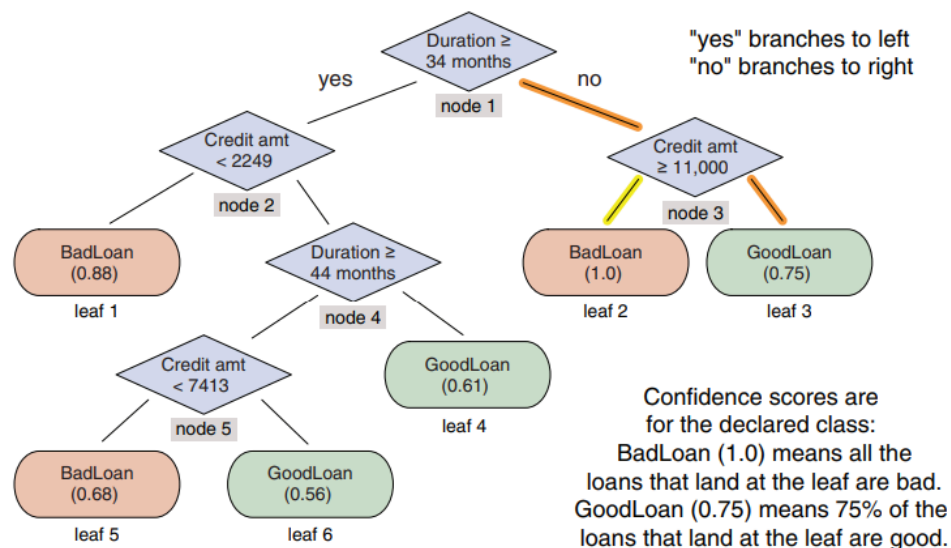 Duration ≥
34 months
"yes" branches to left
"no" branches to right
yes
no
node 1
Credit amt
< 2249
Credit amt
≥ 11,000
node 2
node 3
BadLoan
(0.88)
leaf 1
Duration ≥
44 months
BadLoan
(1.0)
leaf 2
GoodLoan
(0.75)
leaf 3
node 4
Credit amt
< 7413
GoodLoan
(0.61)
leaf 4
node 5
BadLoan
(0.68)
leaf 5
GoodLoan
(0.56)
leaf 6
Confidence scores are
for the declared class:
BadLoan (1.0) means all the
loans that land at the leaf are bad.
GoodLoan (0.75) means 75% of the
loans that land at the leaf are good.